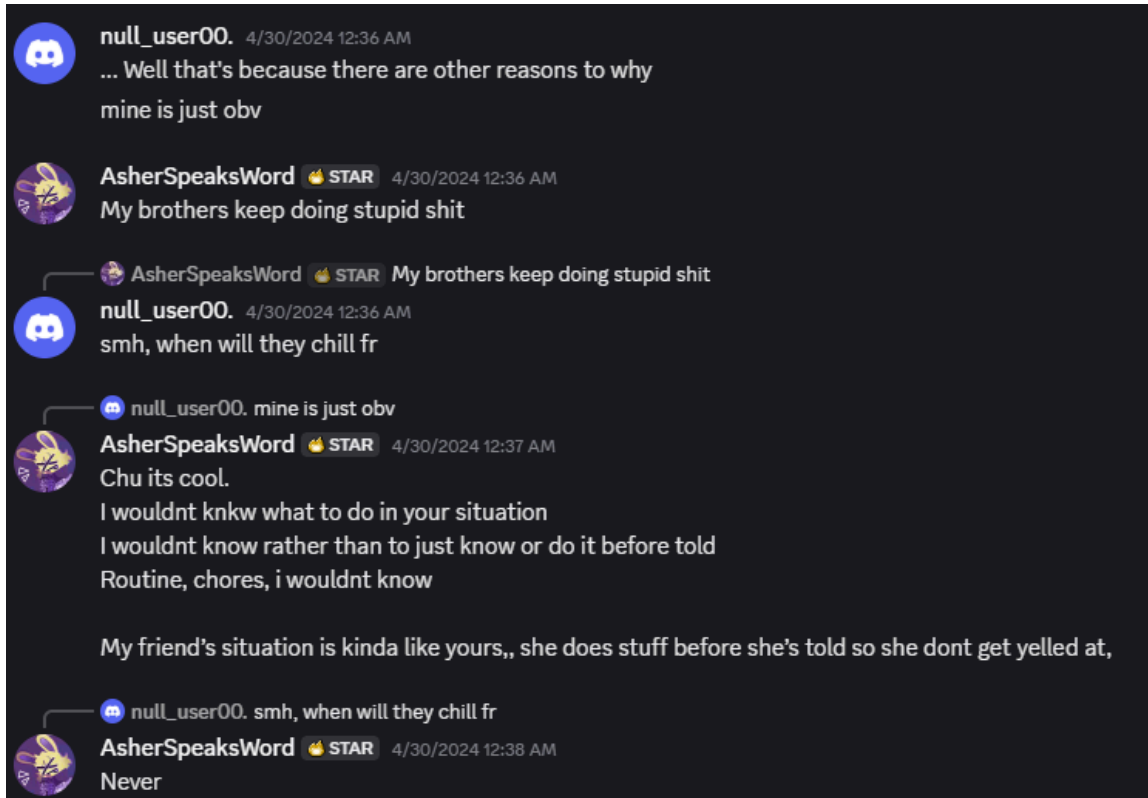 null_user00. 4/30/2024 12:36 AM
... Well that's because there are other reasons to why
mine is just obv
AsherSpeaksWord STAR 4/30/2024 12:36 AM
My brothers keep doing stupid shit
AsherSpeaksWord STAR My brothers keep doing stupid shit
null_user00. 4/30/2024 12:36 AM
smh, when will they chill fr
null_user00. mine is just obv
AsherSpeaksWord STAR 4/30/2024 12:37 AM
Chu its cool.
I wouldnt knkw what to do in your situation
I wouldnt know rather than to just know or do it before told
Routine, chores, i wouldnt know
My friend’s situation is kinda like yours,, she does stuff before she’s told so she dont get yelled at,
null_user00. smh, when will they chill fr
AsherSpeaksWord STAR 4/30/2024 12:38 AM
Never